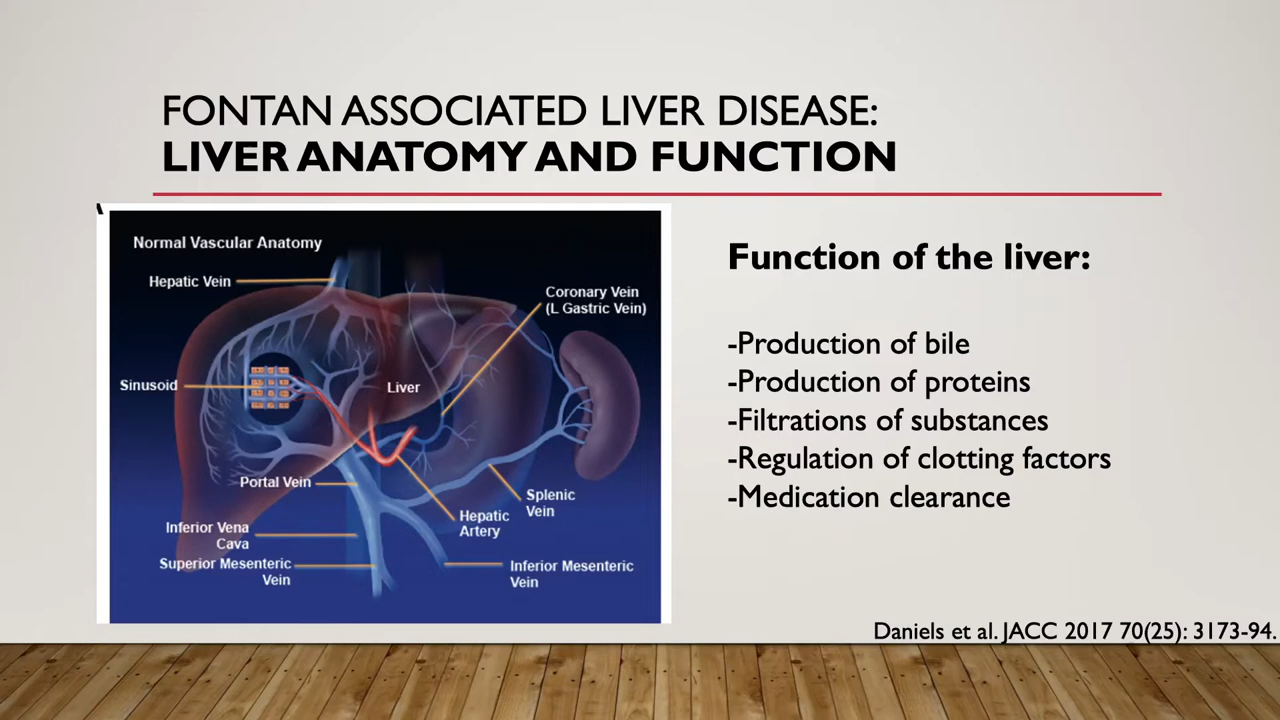 FONTAN ASSOCIATED LIVER DISEASE:
LIVER ANATOMY AND FUNCTION
Normal Vascular Anatomy
Hepatic Vein
Coronary Vein
(L Gastric Vein)
Sinusoid
Liver
Portal Vein
Splenic
Vein
Hepatic
Artery
Inferior Vena
Cava
Superior Mesenteric
Vein
Inferior Mesenteric
Vein
Function of the liver:
-Production of bile
-Production of proteins
-Filtrations of substances
-Regulation of clotting factors
-Medication clearance
Daniels et al. JACC 2017 70(25): 3173-94.